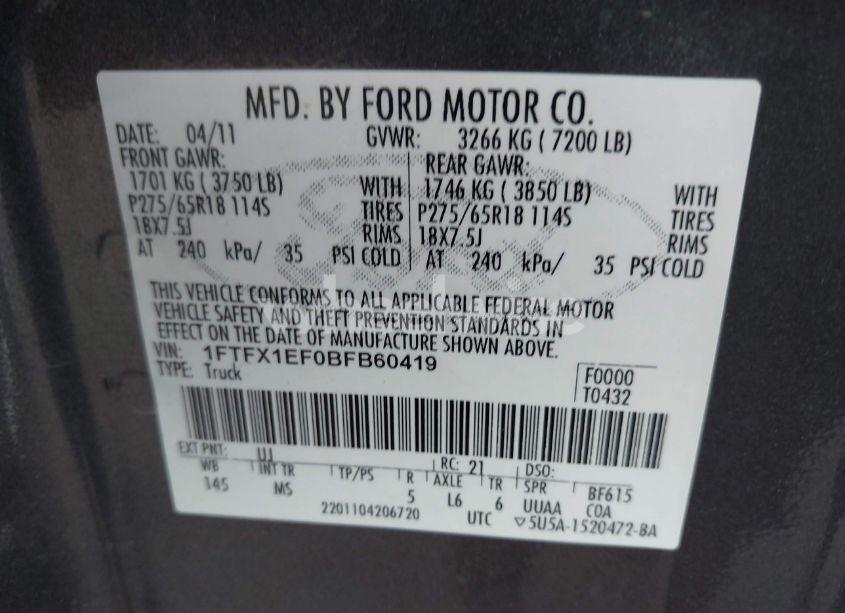 MFD. BY FORD MOTOR CO.
DATE: 04/11 GVWR: 3266 KG ( 7200 LB)
FRONT GAWR: REAR GAWR:
1701 KG ( 3750 LB) WITH 1746 KG ( 3850 LB) WITH
P275/65R18 114S TIRES P275/65R18 114S TIRES
18X7.5J RIMS 18X7.5J RIMS
AT 240 kPa/ 35 PSI COLD AT 240 kPa/ 35 PSI COLD
THIS VEHICLE CONFORMS TO ALL APPLICABLE FEDERAL MOTOR
VEHICLE SAFETY AND THEFT PREVENTION STANDARDS IN
EFFECT ON THE DATE OF MANUFACTURE SHOWN ABOVE.
VIN: 1FTFX1EF0BFB60419
TYPE: Truck
F0000
T0432
EXT PNT: UJ RC: 21 DSO:
WB INT TR TP/PS R AXLE TR SPR BF615
145 MS 5 L6 6 UUAA COA
2201104206720 UTC ▽5U5A-1520472-BA